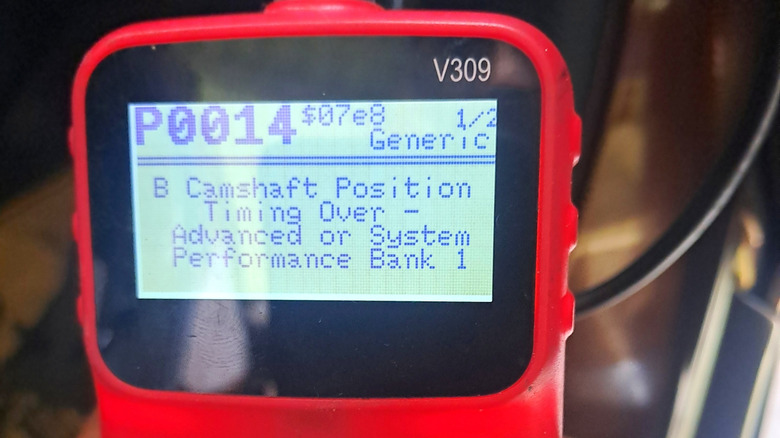 V309
P0014 $07e8 1/2
Generic
B Camshaft Position
Timing Over -
Advanced or System
Performance Bank 1